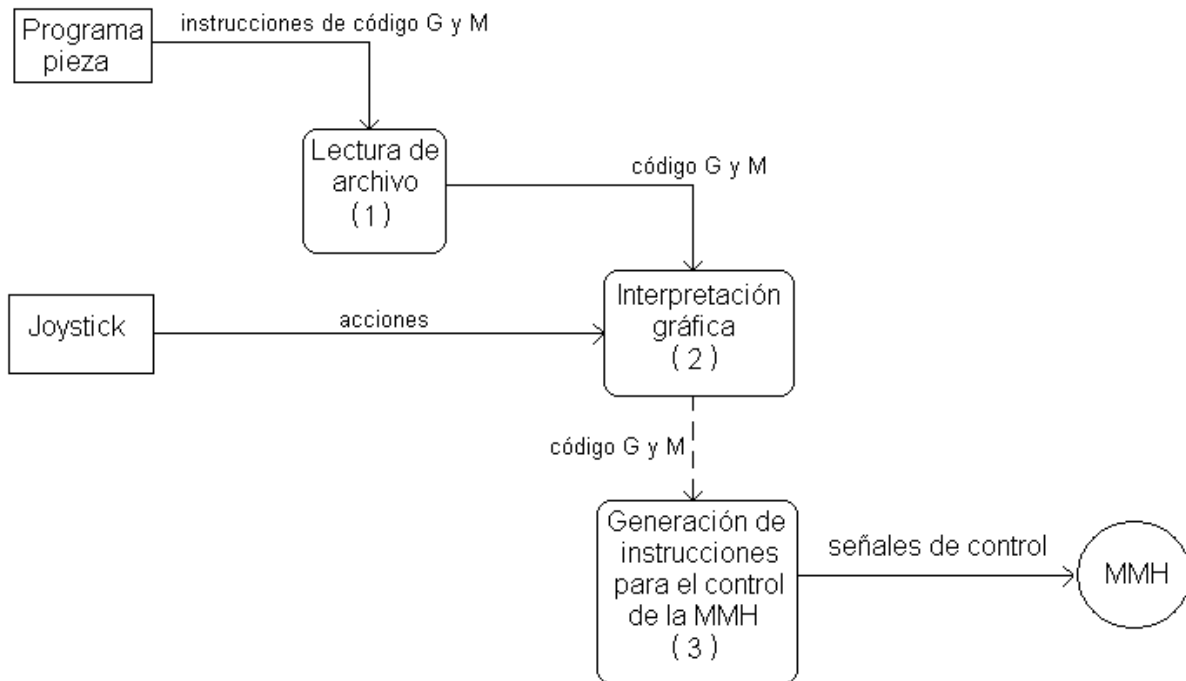 Programa
pieza
instrucciones de código G y M
Lectura de
archivo
(1)
código G y M
Joystick
acciones
Interpretación
gráfica
(2)
código G y M
Generación de
instrucciones
para el control
de la MMH
(3)
señales de control
MMH